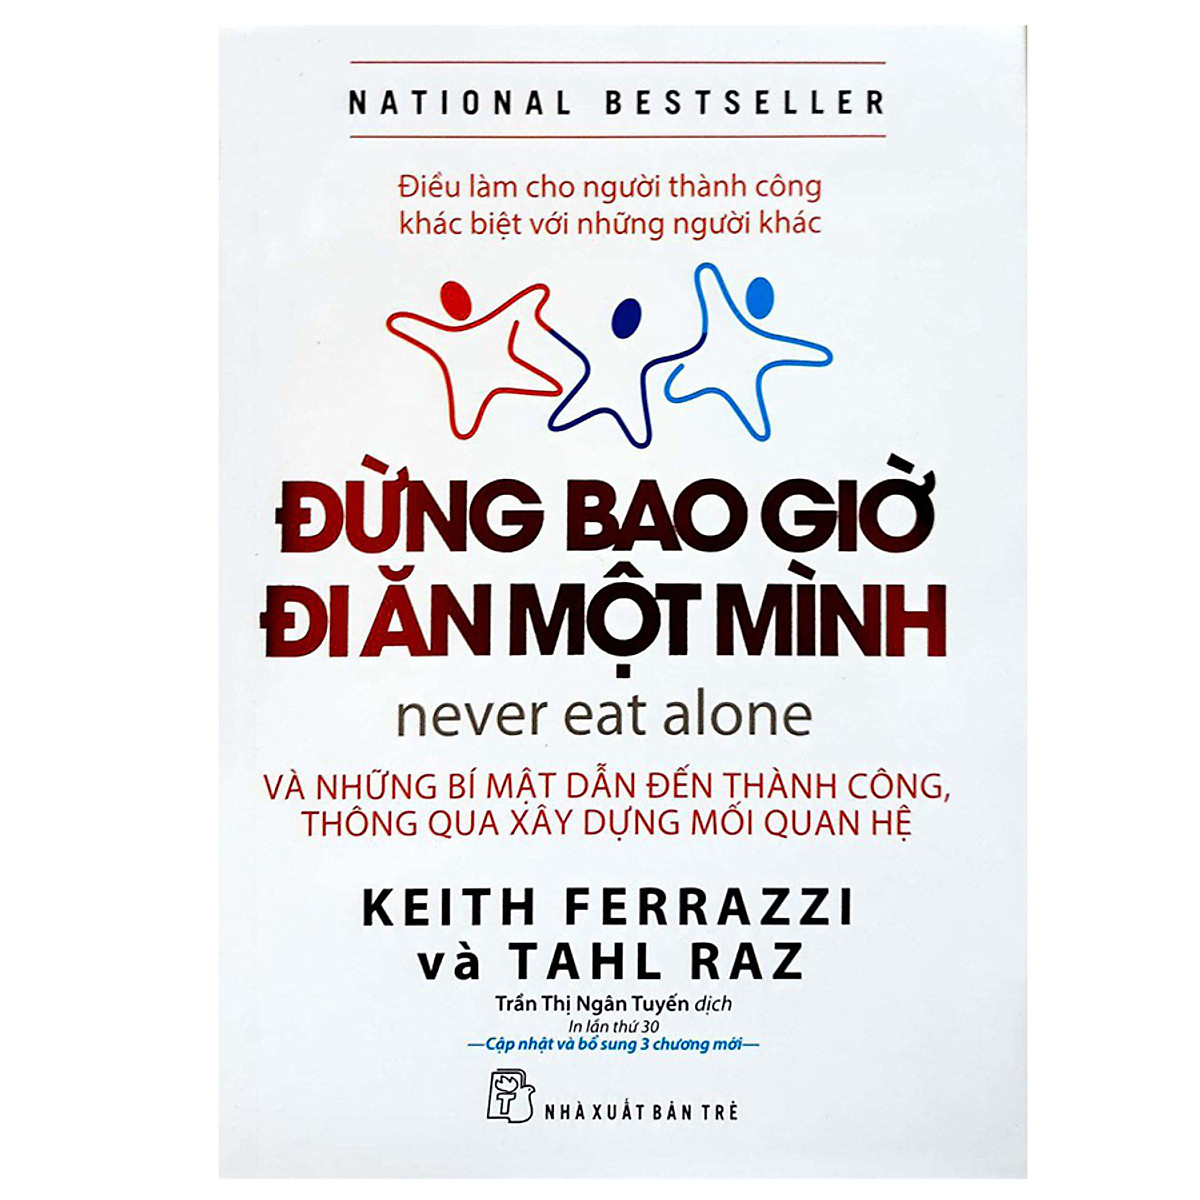 NATIONAL BESTSELLER
Điều làm cho người thành công
khác biệt với những người khác
ĐỪNG BAO GIỜ
ĐI ĂN MỘT MÌNH
never eat alone
VÀ NHỮNG BÍ MẬT DẪN ĐẾN THÀNH CÔNG,
THÔNG QUA XÂY DỰNG MỐI QUAN HỆ
KEITH FERRAZZI
và TAHL RAZ
Trần Thị Ngân Tuyến dịch
In lần thứ 30
—Cập nhật và bổ sung 3 chương mới—
T
NHÀ XUẤT BẢN TRẺ